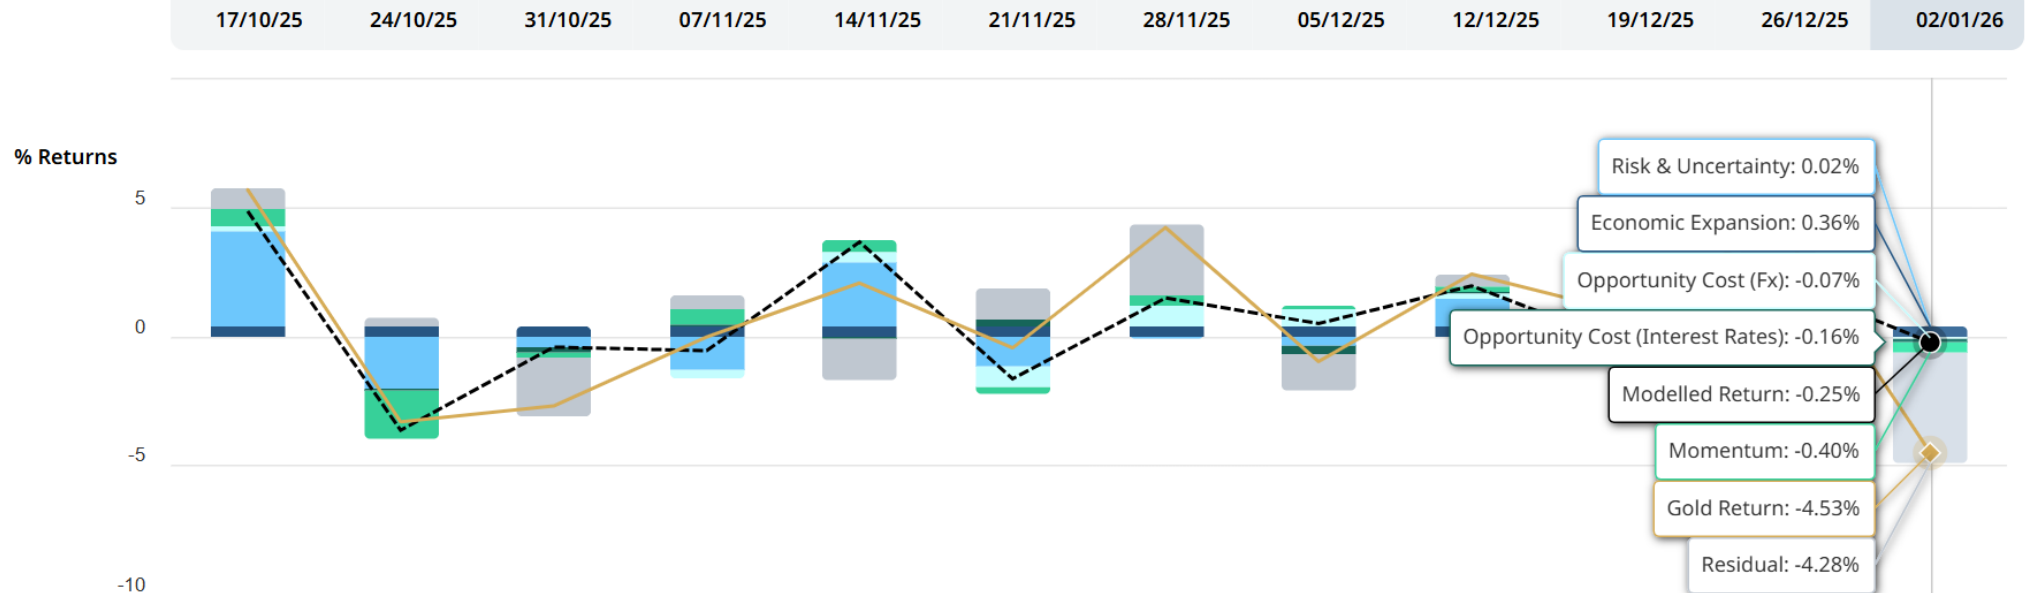 17/10/25 24/10/25 31/10/25 07/11/25 14/11/25 21/11/25 28/11/25 05/12/25 12/12/25 19/12/25 26/12/25 02/01/26
% Returns
5
0
-5
-10
Risk & Uncertainty: 0.02%
Economic Expansion: 0.36%
Opportunity Cost (Fx): -0.07%
Opportunity Cost (Interest Rates): -0.16%
Modelled Return: -0.25%
Momentum: -0.40%
Gold Return: -4.53%
Residual: -4.28%